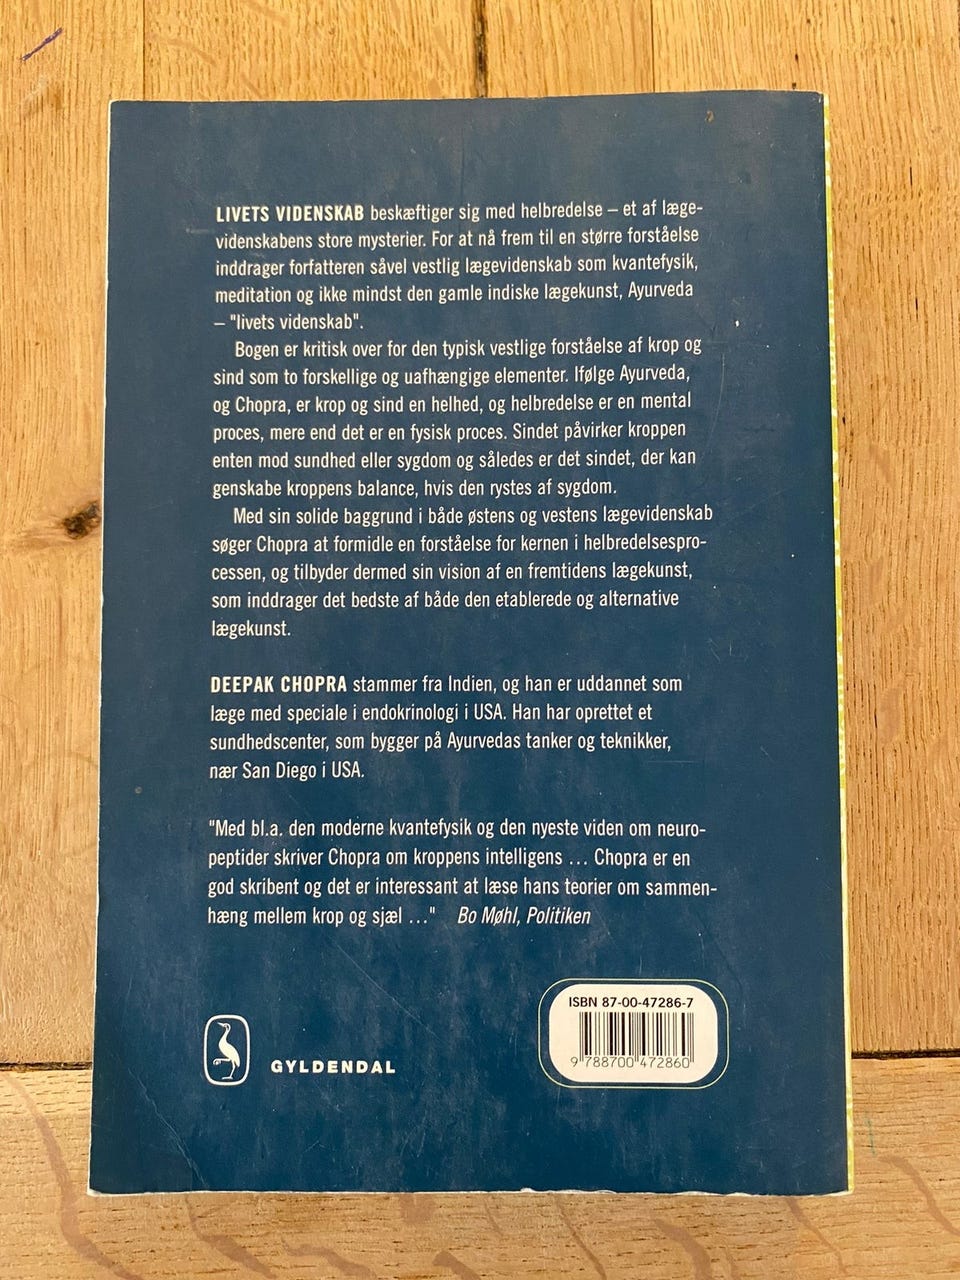 LIVETS VIDENSKAB beskæftiger sig med helbredelse – et af læge-
videnskabens store mysterier. For at nå frem til en større forståelse
inddrager forfatteren såvel vestlig lægevidenskab som kvantefysik,
meditation og ikke mindst den gamle indiske lægekunst, Ayurveda
– "livets videnskab".
Bogen er kritisk over for den typisk vestlige forståelse af krop og
sind som to forskellige og uafhængige elementer. Ifølge Ayurveda,
og Chopra, er krop og sind en helhed, og helbredelse er en mental
proces, mere end det er en fysisk proces. Sindet påvirker kroppen
enten mod sundhed eller sygdom og således er det sindet, der kan
genskabe kroppens balance, hvis den rystes af sygdom.
Med sin solide baggrund i både østens og vestens lægevidenskab
søger Chopra at formidle en forståelse for kernen i helbredelsespro-
cessen, og tilbyder dermed sin vision af en fremtidens lægekunst,
som inddrager det bedste af både den etablerede og alternative
lægekunst.
DEEPAK CHOPRA stammer fra Indien, og han er uddannet som
læge med speciale i endokrinologi i USA. Han har oprettet et
sundhedscenter, som bygger på Ayurvedas tanker og teknikker,
nær San Diego i USA.
"Med bl.a. den moderne kvantefysik og den nyeste viden om neuro-
peptider skriver Chopra om kroppens intelligens ... Chopra er en
god skribent og det er interessant at læse hans teorier om sammen-
hæng mellem krop og sjæl ..." Bo Møhl, Politiken
ISBN 87-00-47286-7
9 788700 472860
GYLDENDAL